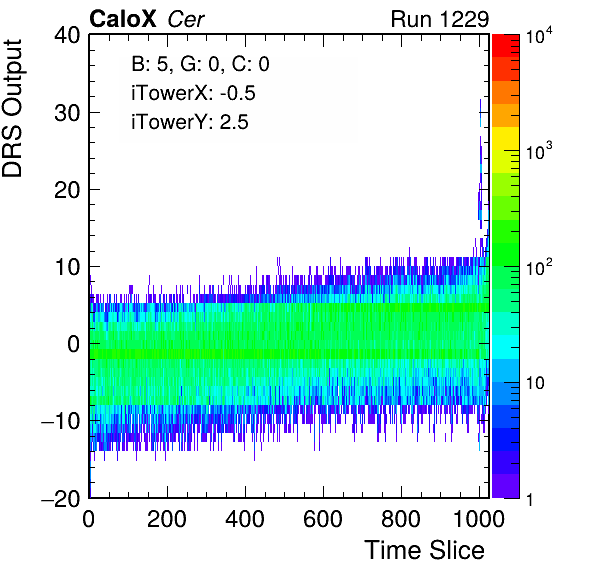 CaloX Cer Run 1229
DRS Output
B: 5, G: 0, C: 0
iTowerX: -0.5
iTowerY: 2.5
40
30
20
10
0
−10
−20
0 200 400 600 800 1000
Time Slice
10^4
10^3
10^2
10
1